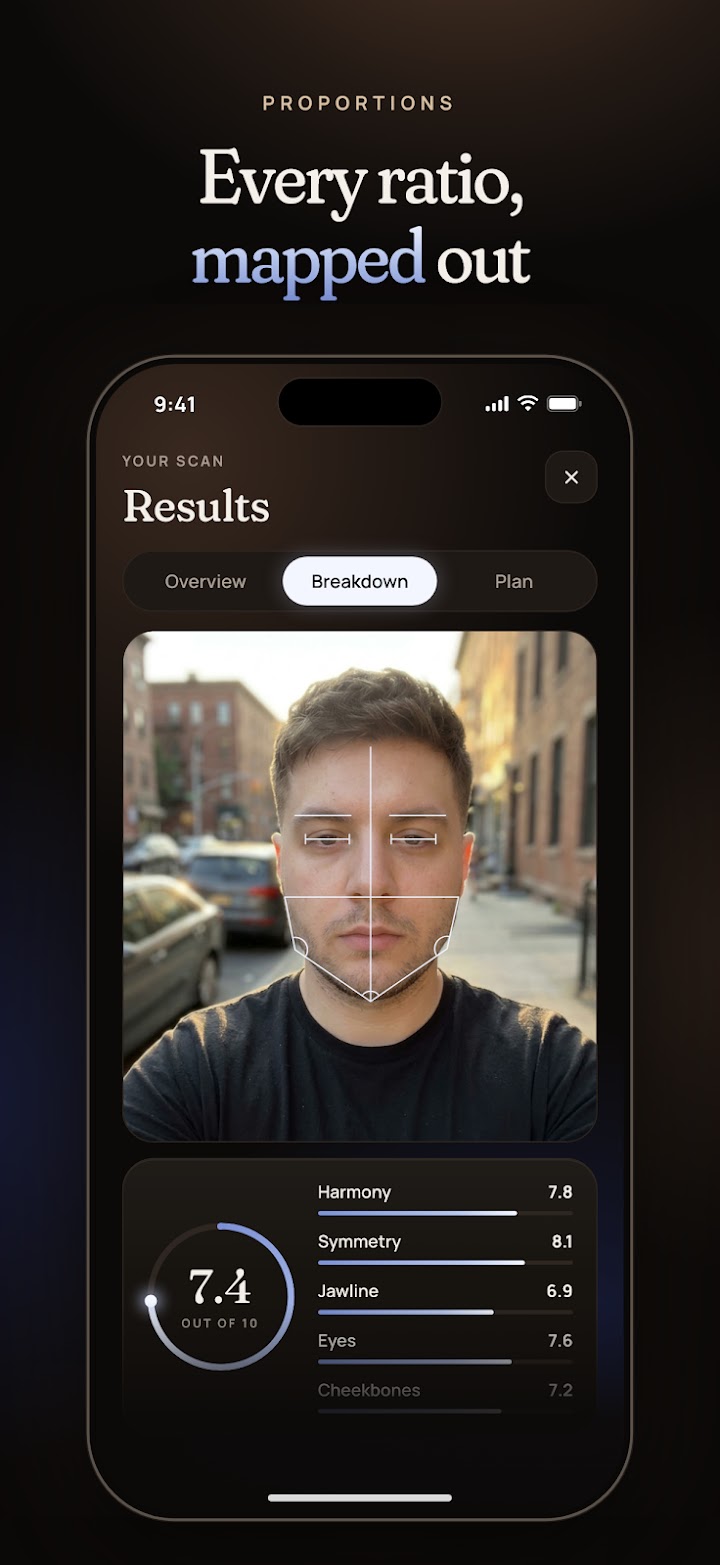 PROPORTIONS
Every ratio,
mapped out
9:41
YOUR SCAN
Results
Overview
Breakdown
Plan
Harmony 7.8
Symmetry 8.1
Jawline 6.9
Eyes 7.6
Cheekbones 7.2
7.4
OUT OF 10